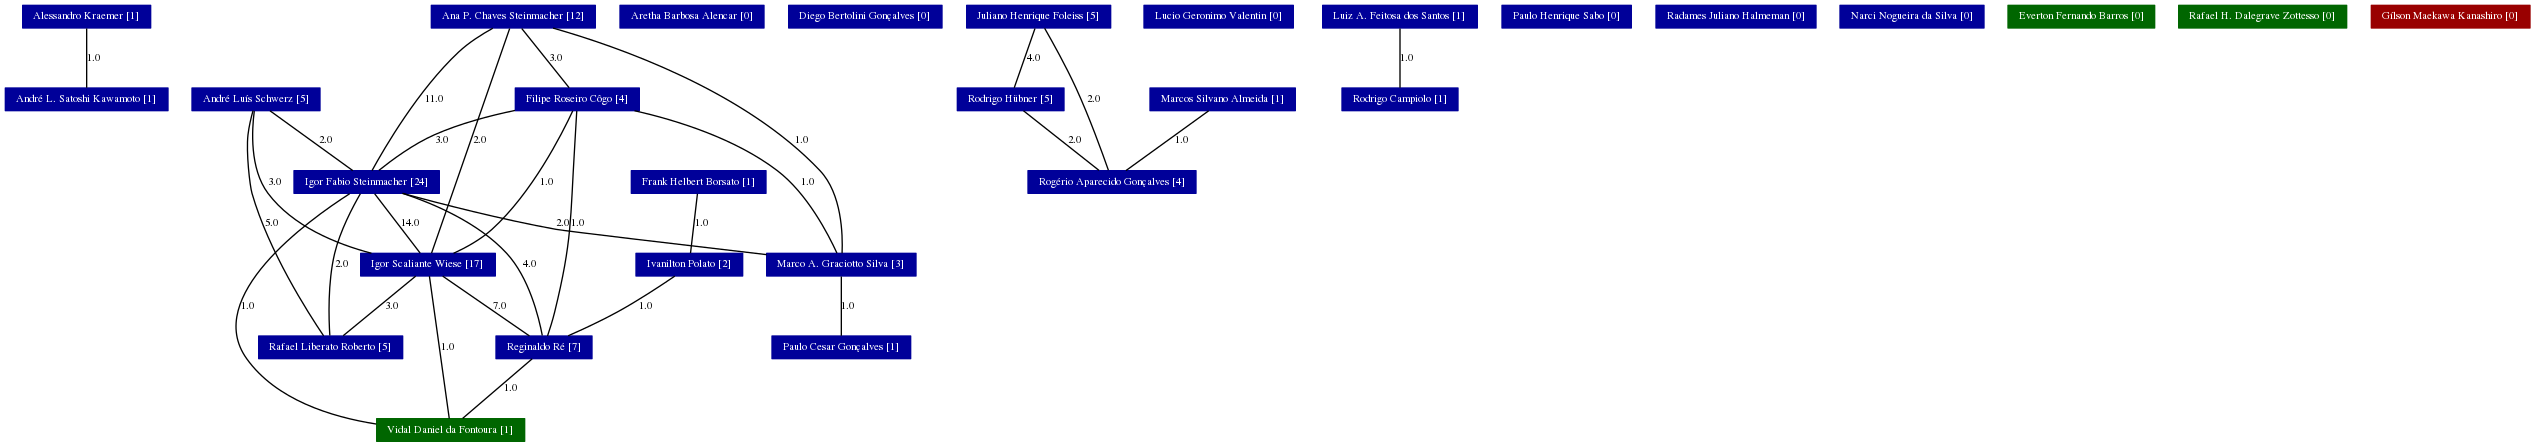 Alessandro Kraemer [1]
Ana P. Chaves Steinmacher [12]
Aretha Barbosa Alencar [0]
Diego Bertolini Gonçalves [0]
Juliano Henrique Foleiss [5]
Lucio Geronimo Valentin [0]
Luiz A. Feitosa dos Santos [1]
Paulo Henrique Sabo [0]
Radames Juliano Halmeman [0]
Narci Nogueira da Silva [0]
Everton Fernando Barros [0]
Rafael H. Dalegrave Zottesso [0]
Gílson Maekawa Kanashiro [0]
1.0
3.0
4.0
1.0
André L. Satoshi Kawamoto [1]
André Luís Schwerz [5]
11.0
Filipe Roseiro Côgo [4]
Rodrigo Hübner [5]
2.0
Marcos Silvano Almeida [1]
Rodrigo Campiolo [1]
2.0
3.0
2.0
1.0
2.0
1.0
3.0
Igor Fabio Steinmacher [24]
1.0
Frank Helbert Borsato [1]
1.0
Rogério Aparecido Gonçalves [4]
5.0
14.0
2.0
1.0
1.0
2.0
Igor Scaliante Wiese [17]
4.0
Ivanilton Polato [2]
Marco A. Graciotto Silva [3]
1.0
3.0
7.0
1.0
1.0
Rafael Liberato Roberto [5]
1.0
Reginaldo Ré [7]
Paulo Cesar Gonçalves [1]
1.0
Vidal Daniel da Fontoura [1]